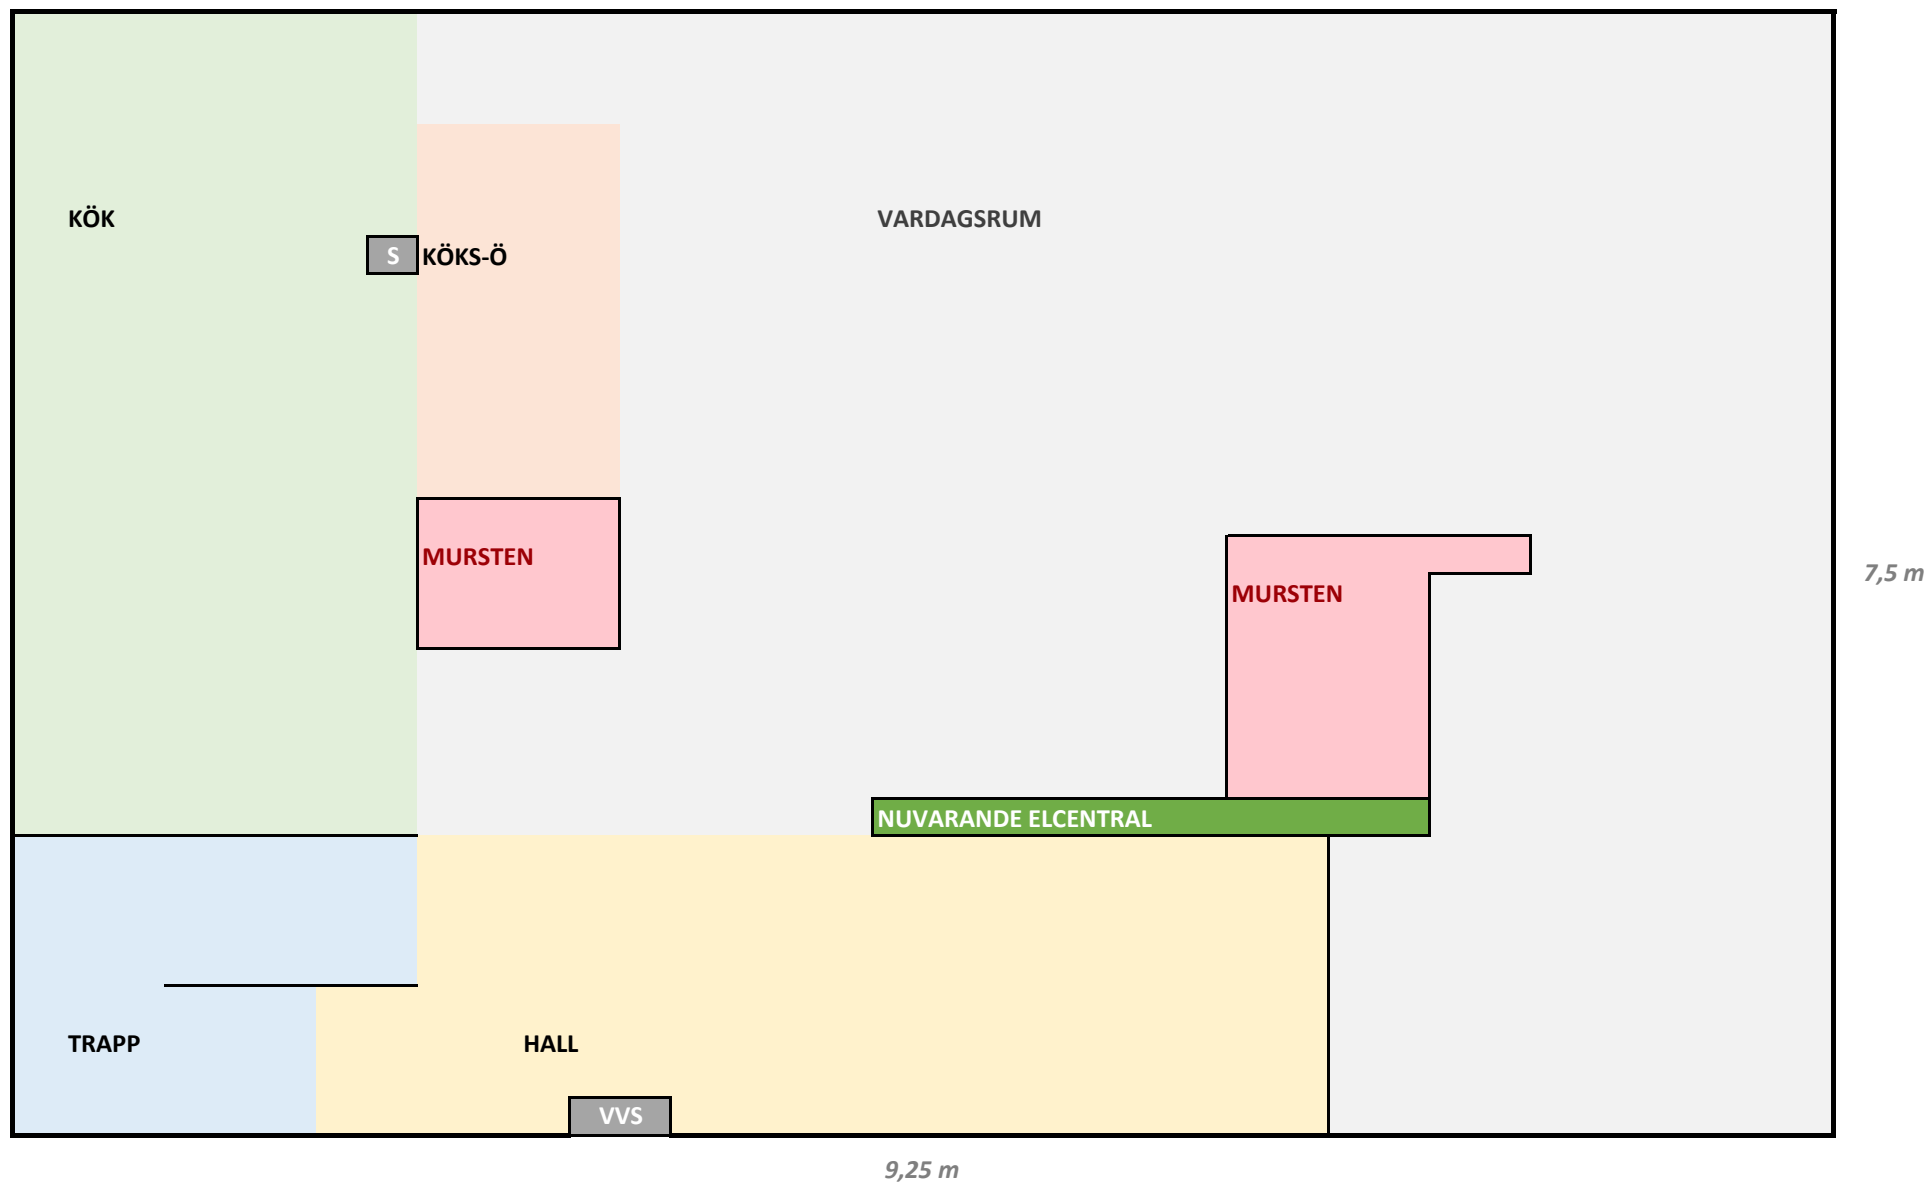 KÖK
VARDAGSRUM
S
KÖKS-Ö
MURSTEN
7,5 m
MURSTEN
NUVARANDE ELCENTRAL
TRAPP
HALL
VVS
9,25 m